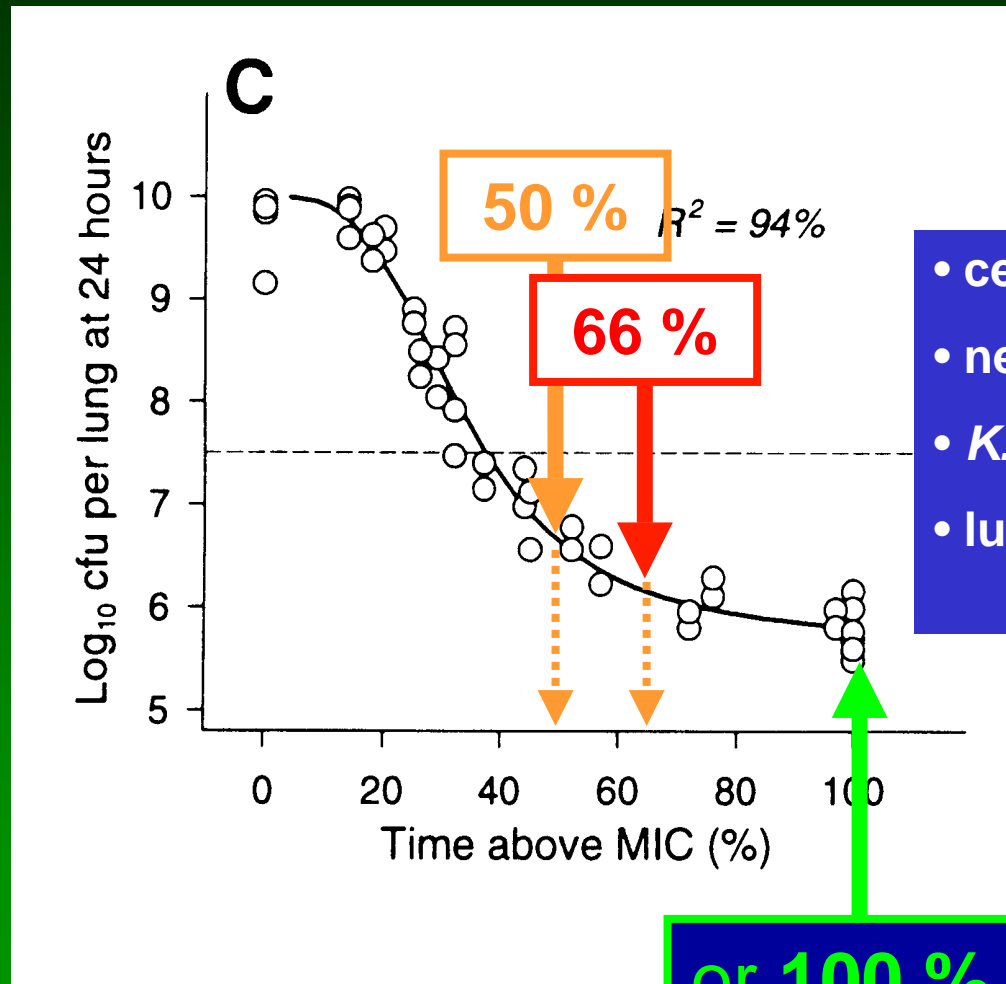 C
Log₁₀ cfu per lung at 24 hours
10
9
8
7
6
5
50 %
R² = 94%
66 %
0 20 40 60 80 100
Time above MIC (%)
• ce
• ne
• K.
• lu
or 100 %